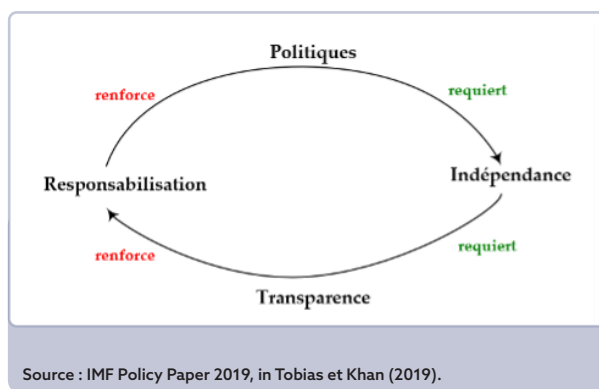 Politiques
renforce
requiert
Responsabilisation
Indépendance
renforce
requiert
Transparence
Source : IMF Policy Paper 2019, in Tobias et Khan (2019).